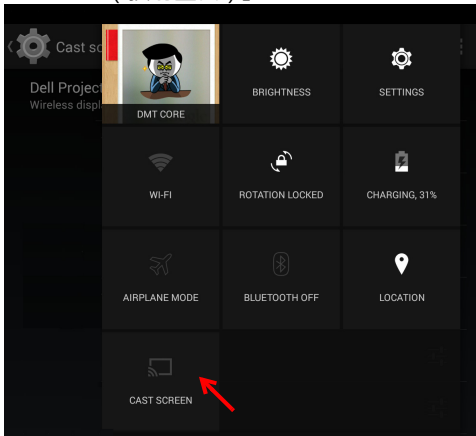 Cast sc
Dell Project
Wireless displ
DMT CORE
BRIGHTNESS
SETTINGS
WI-FI
ROTATION LOCKED
CHARGING, 31%
AIRPLANE MODE
BLUETOOTH OFF
LOCATION
CAST SCREEN